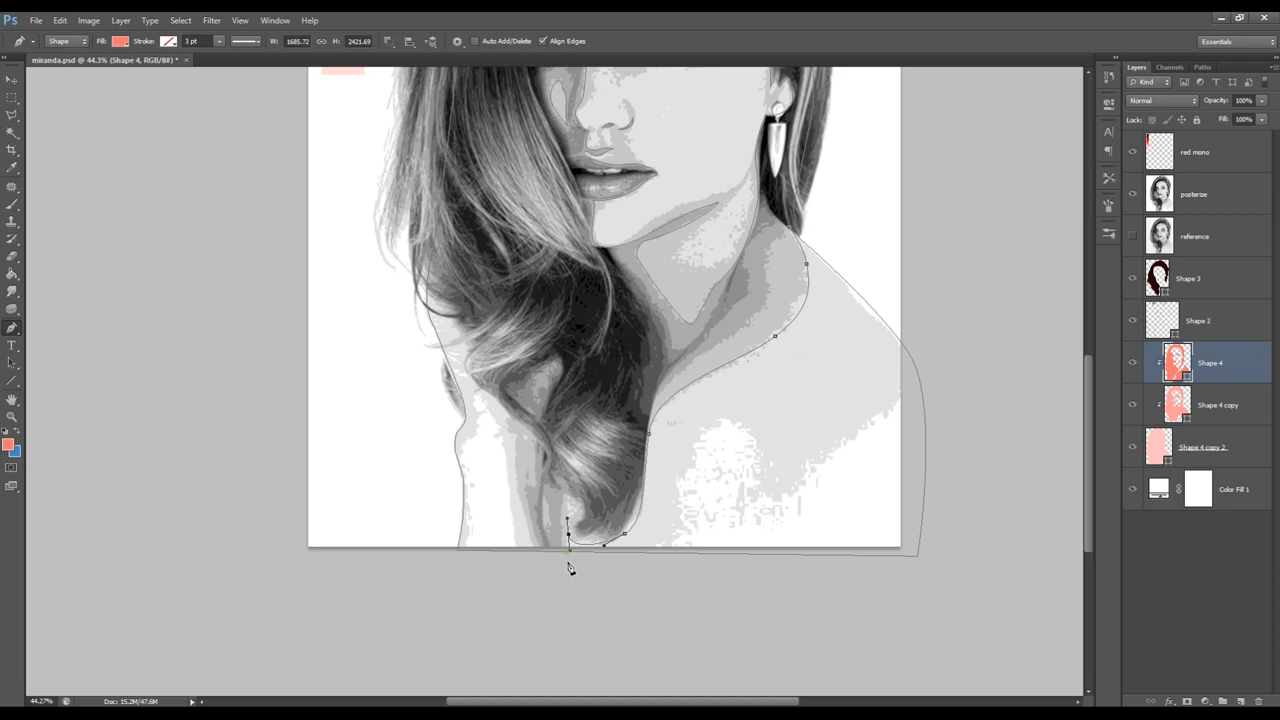 Ps File Edit Image Layer Type Select Filter View Window Help
Shape Fill: Stroke: 3 pt W: 1685.72 H: 2421.69 Auto Add/Delete Align Edges Essentials
miranda.psd @ 44.3% (Shape 4, RGB/8#) * ×
Layers Channels Paths
Kind
Normal Opacity: 100%
Lock: Fill: 100%
red mono
posterize
reference
Shape 3
Shape 2
Shape 4
Shape 4 copy
Shape 4 copy 2
Color Fill 1
44.27% Doc: 15.2M/47.6M
fx